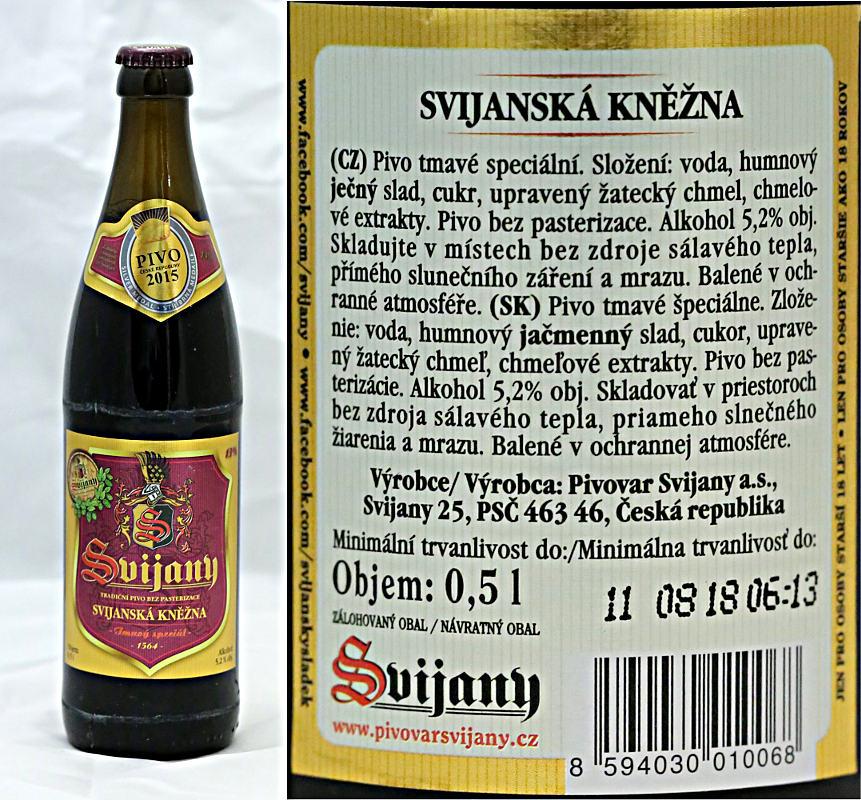 PIVO
ČESKÉ REPUBLIKY
2015
Svijany
Svijany
TRADIČNÍ PIVO BEZ PASTERIZACE
SVIJANSKÁ KNĚŽNA
Tmavý speciál
1564
www.facebook.com/svijany • www.facebook.com/svijanskysladek
SVIJANSKÁ KNĚŽNA
(CZ) Pivo tmavé speciální. Složení: voda, humnový
ječný slad, cukr, upravený žatecký chmel, chmelo-
vé extrakty. Pivo bez pasterizace. Alkohol 5,2% obj.
Skladujte v místech bez zdroje sálavého tepla,
přímého slunečního záření a mrazu. Balené v och-
ranné atmosféře. (SK) Pivo tmavé špeciálne. Zlože-
nie: voda, humnový jačmenný slad, cukor, uprave-
ný žatecký chmeľ, chmeľové extrakty. Pivo bez pas-
terizácie. Alkohol 5,2% obj. Skladovať v priestoroch
bez zdroja sálavého tepla, priameho slnečného
žiarenia a mrazu. Balené v ochrannej atmosfére.
Výrobce/ Výrobca: Pivovar Svijany a.s.,
Svijany 25, PSČ 463 46, Česká republika
Minimální trvanlivost do:/Minimálna trvanlivosť do:
Objem: 0,5 l
11 08 18 06:13
ZÁLOHOVANÝ OBAL / NÁVRATNÝ OBAL
Svijany
www.pivovarsvijany.cz
8 594030 010068
JEN PRO OSOBY STARŠÍ 18 LET • LEN PRO OSOBY STARŠIE AKO 18 ROKOV